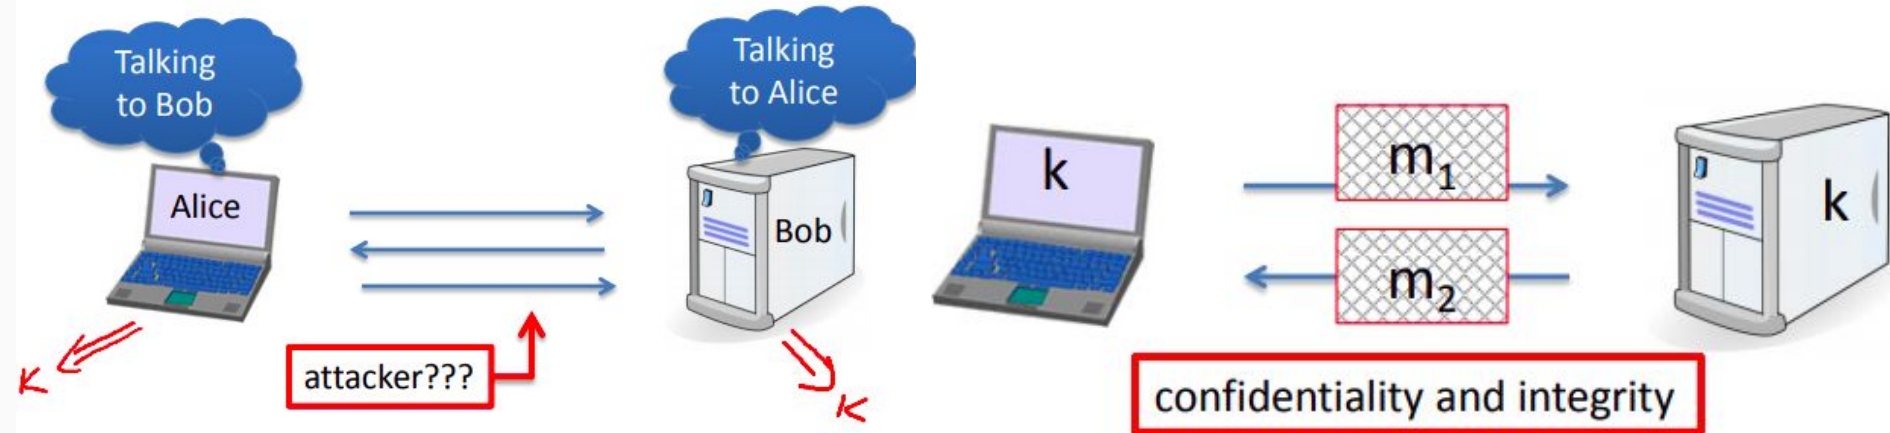 Talking
to Bob
Talking
to Alice
Alice
Bob
attacker???
K
K
k
m₁
m₂
k
confidentiality and integrity